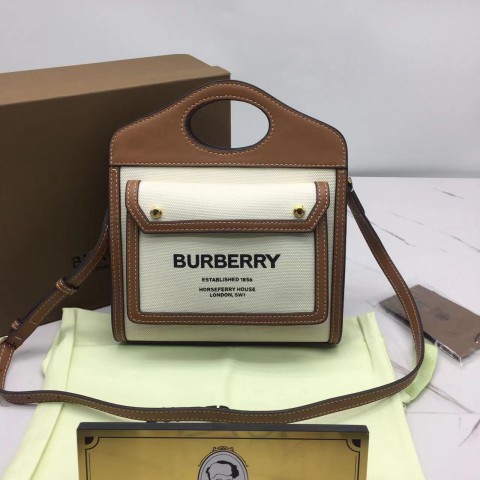 BURBERRY
ESTABLISHED 1856
HORSEFERRY HOUSE
LONDON, SW1